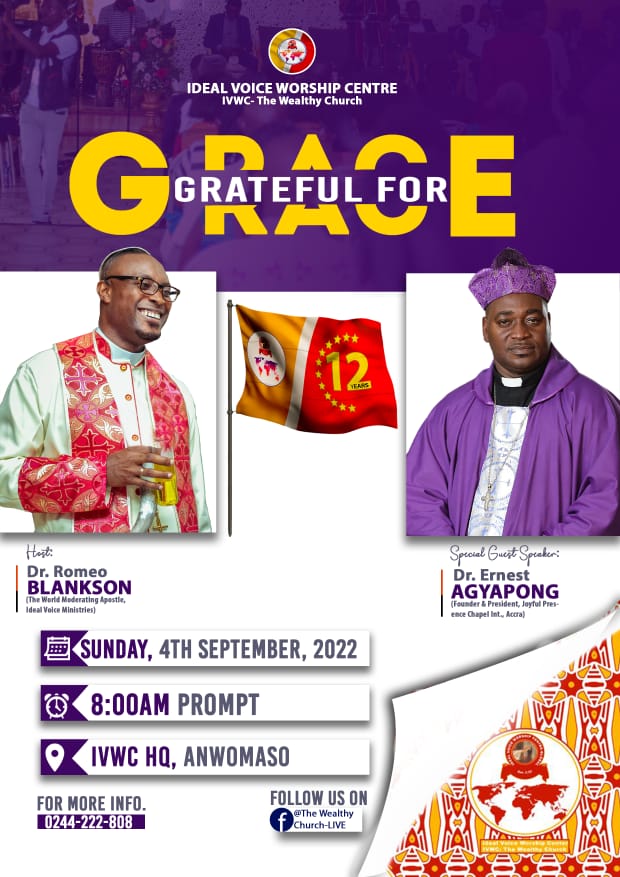 IDEAL VOICE WORSHIP CENTRE
IVWC- The Wealthy Church
GRACE
GRATEFUL FOR
12
YEARS
Host:
Dr. Romeo
BLANKSON
(The World Moderating Apostle,
Ideal Voice Ministries)
Special Guest Speaker:
Dr. Ernest
AGYAPONG
(Founder & President, Joyful Pres-
ence Chapel Int., Accra)
SUNDAY, 4TH SEPTEMBER, 2022
8:00AM PROMPT
IVWC HQ, ANWOMASO
FOR MORE INFO.
0244-222-808
FOLLOW US ON
@The Wealthy
Church-LIVE
Ideal Voice Worship Center
IVWC: The Wealthy Church